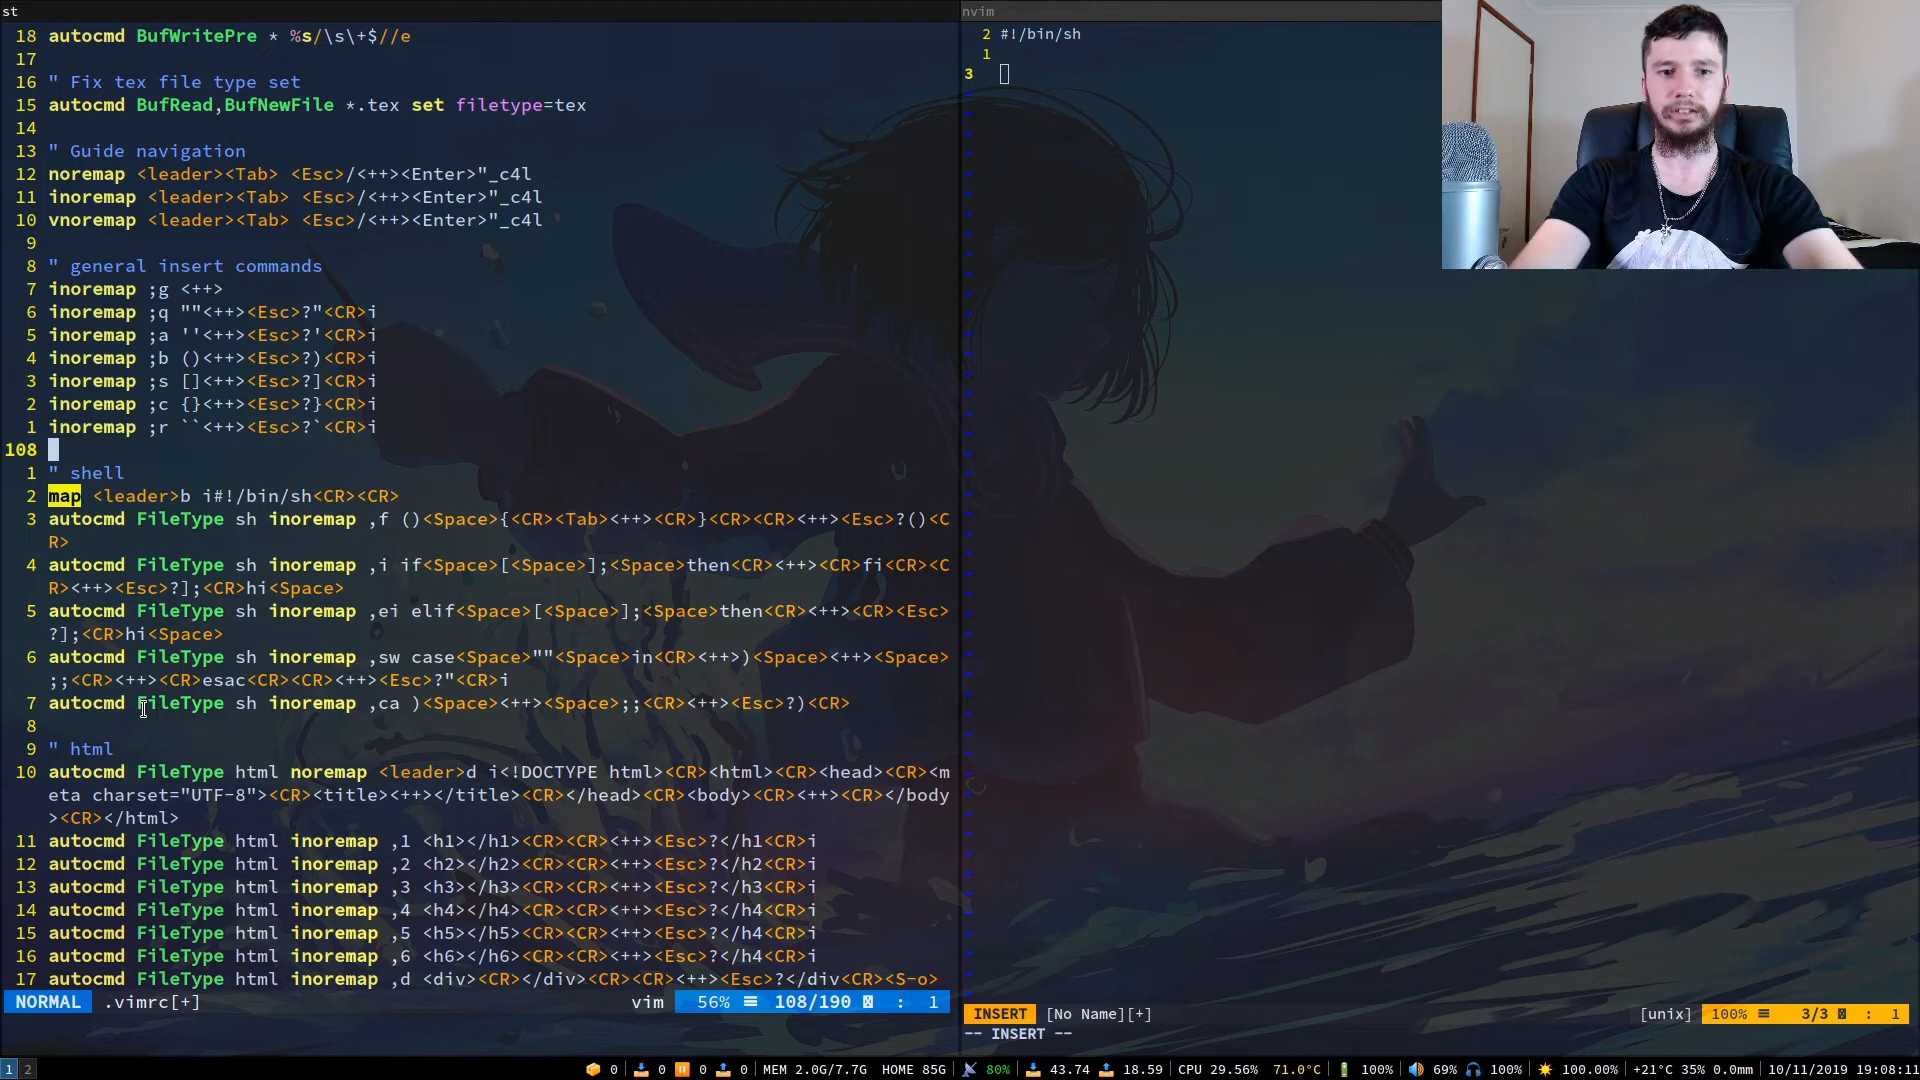 st
18 autocmd BufWritePre * %s/\s\+$//e
17
16 " Fix tex file type set
15 autocmd BufRead,BufNewFile *.tex set filetype=tex
14
13 " Guide navigation
12 noremap <leader><Tab> <Esc>/<++><Enter>"_c4l
11 inoremap <leader><Tab> <Esc>/<++><Enter>"_c4l
10 vnoremap <leader><Tab> <Esc>/<++><Enter>"_c4l
9
8 " general insert commands
7 inoremap ;g <++>
6 inoremap ;q ""<++><Esc>?"<CR>i
5 inoremap ;a ''<++><Esc>?'<CR>i
4 inoremap ;b ()<++><Esc>?)<CR>i
3 inoremap ;s []<++><Esc>?]<CR>i
2 inoremap ;c {}<++><Esc>?}<CR>i
1 inoremap ;r ``<++><Esc>?`<CR>i
108
1 " shell
2 map <leader>b i#!/bin/sh<CR><CR>
3 autocmd FileType sh inoremap ,f ()<Space>{<CR><Tab><++><CR>}<CR><CR><++><Esc>?()<C
R>
4 autocmd FileType sh inoremap ,i if<Space>[<Space>];<Space>then<CR><++><CR>fi<CR><C
R><++><Esc>?];<CR>hi<Space>
5 autocmd FileType sh inoremap ,ei elif<Space>[<Space>];<Space>then<CR><++><CR><Esc>
?];<CR>hi<Space>
6 autocmd FileType sh inoremap ,sw case<Space>""<Space>in<CR><++>)<Space><++><Space>
;;<CR><++><CR>esac<CR><CR><++><Esc>?"<CR>i
7 autocmd FileType sh inoremap ,ca )<Space><++><Space>;;<CR><++><Esc>?)<CR>
8
9 " html
10 autocmd FileType html noremap <leader>d i<!DOCTYPE html><CR><html><CR><head><CR><m
eta charset="UTF-8"><CR><title><++></title><CR></head><CR><body><CR><++><CR></body
><CR></html>
11 autocmd FileType html inoremap ,1 <h1></h1><CR><CR><++><Esc>?</h1<CR>i
12 autocmd FileType html inoremap ,2 <h2></h2><CR><CR><++><Esc>?</h2<CR>i
13 autocmd FileType html inoremap ,3 <h3></h3><CR><CR><++><Esc>?</h3<CR>i
14 autocmd FileType html inoremap ,4 <h4></h4><CR><CR><++><Esc>?</h4<CR>i
15 autocmd FileType html inoremap ,5 <h5></h5><CR><CR><++><Esc>?</h4<CR>i
16 autocmd FileType html inoremap ,6 <h6></h6><CR><CR><++><Esc>?</h4<CR>i
17 autocmd FileType html inoremap ,d <div><CR></div><CR><CR><++><Esc>?</div<CR><S-o>
NORMAL .vimrc[+] vim 56% 108/190 : 1
nvim
2 #!/bin/sh
1
3
INSERT [No Name][+] [unix] 100% 3/3 : 1
-- INSERT --
1 2 0 0 0 0 MEM 2.0G/7.7G HOME 85G 80% 43.74 18.59 CPU 29.56% 71.0°C 100% 69% 100% 100.00% +21°C 35% 0.0mm 10/11/2019 19:08:11